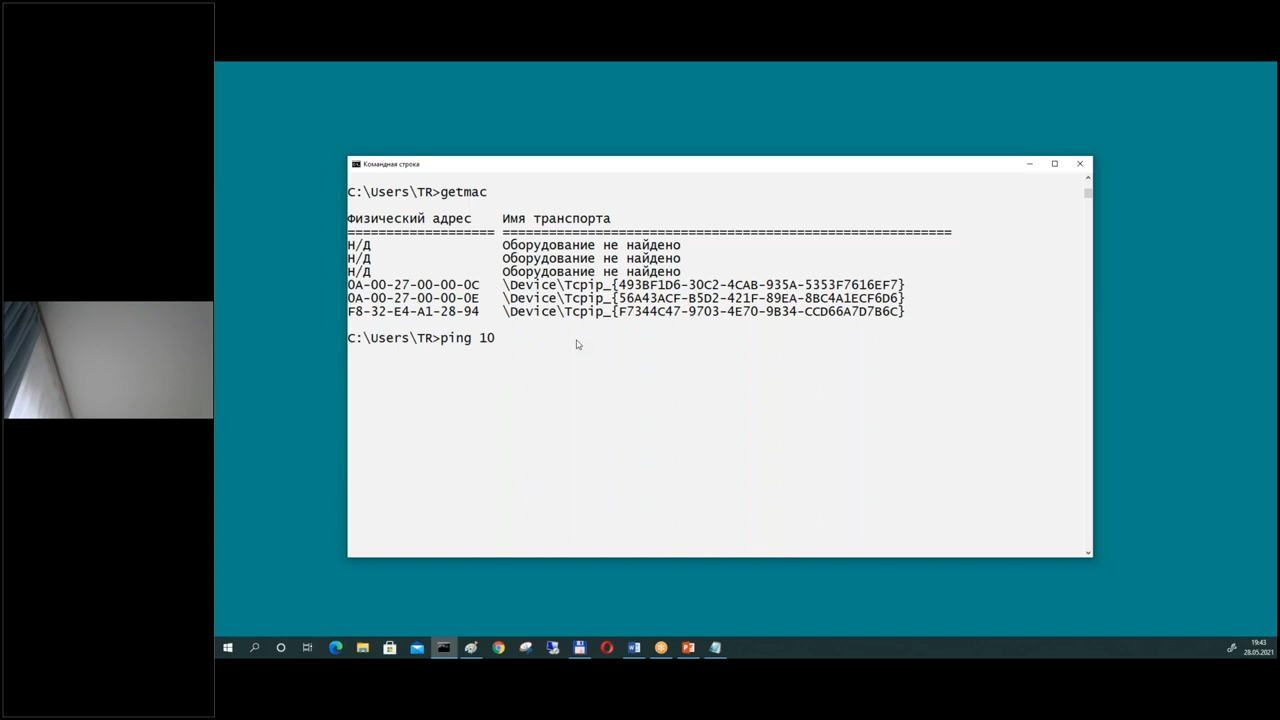 Командная строка
C:\Users\TR>getmac
Физический адрес Имя транспорта
=================== ==========================================================
Н/Д Оборудование не найдено
Н/Д Оборудование не найдено
Н/Д Оборудование не найдено
0A-00-27-00-00-0C \Device\Tcpip_{493BF1D6-30C2-4CAB-935A-5353F7616EF7}
0A-00-27-00-00-0E \Device\Tcpip_{56A43ACF-B5D2-421F-89EA-8BC4A1ECF6D6}
F8-32-E4-A1-28-94 \Device\Tcpip_{F7344C47-9703-4E70-9B34-CCD66A7D7B6C}
C:\Users\TR>ping 10
19:43
28.05.2021